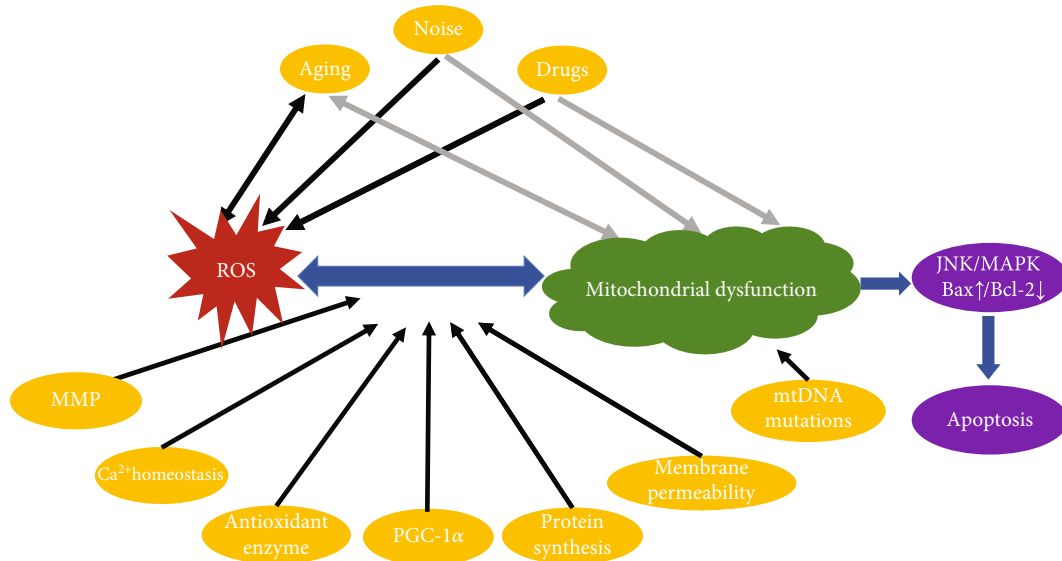 Noise
Aging
Drugs
ROS
Mitochondrial dysfunction
JNK/MAPK
Bax↑/Bcl-2↓
MMP
mtDNA
mutations
Apoptosis
Ca²⁺homeostasis
Membrane
permeability
Antioxidant
enzyme
PGC-1α
Protein
synthesis